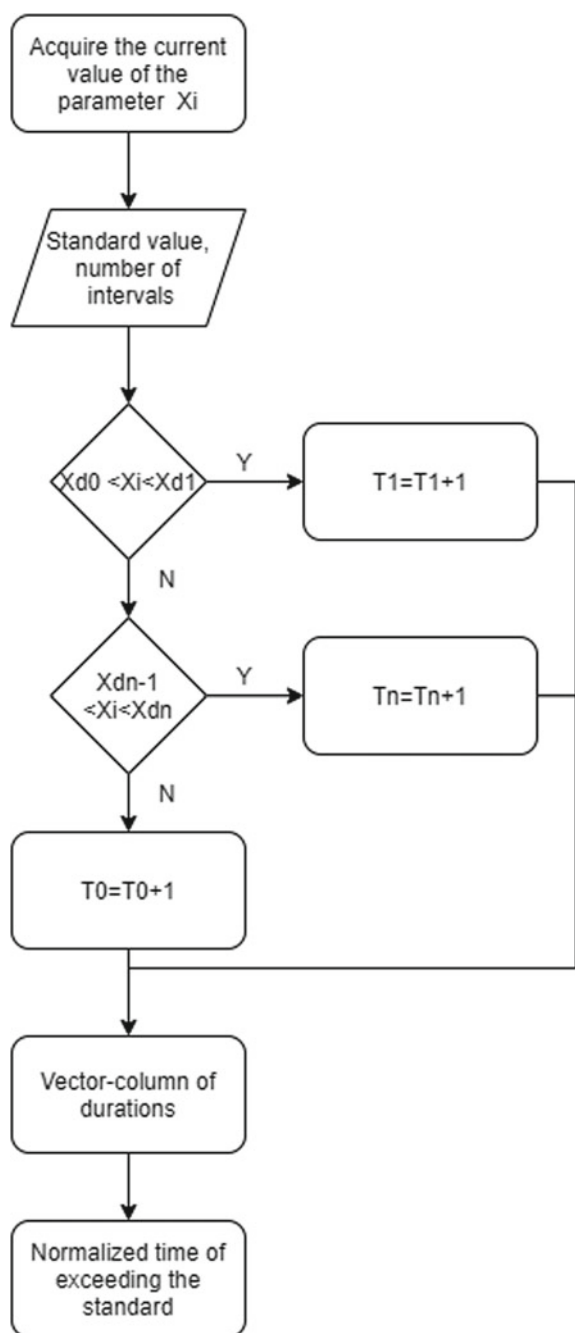 Acquire the current
value of the
parameter Xi
Standard value,
number of
intervals
Xd0 <Xi<Xd1
Y
T1=T1+1
N
Xdn-1
<Xi<Xdn
Y
Tn=Tn+1
N
T0=T0+1
Vector-column of
durations
Normalized time of
exceeding the
standard